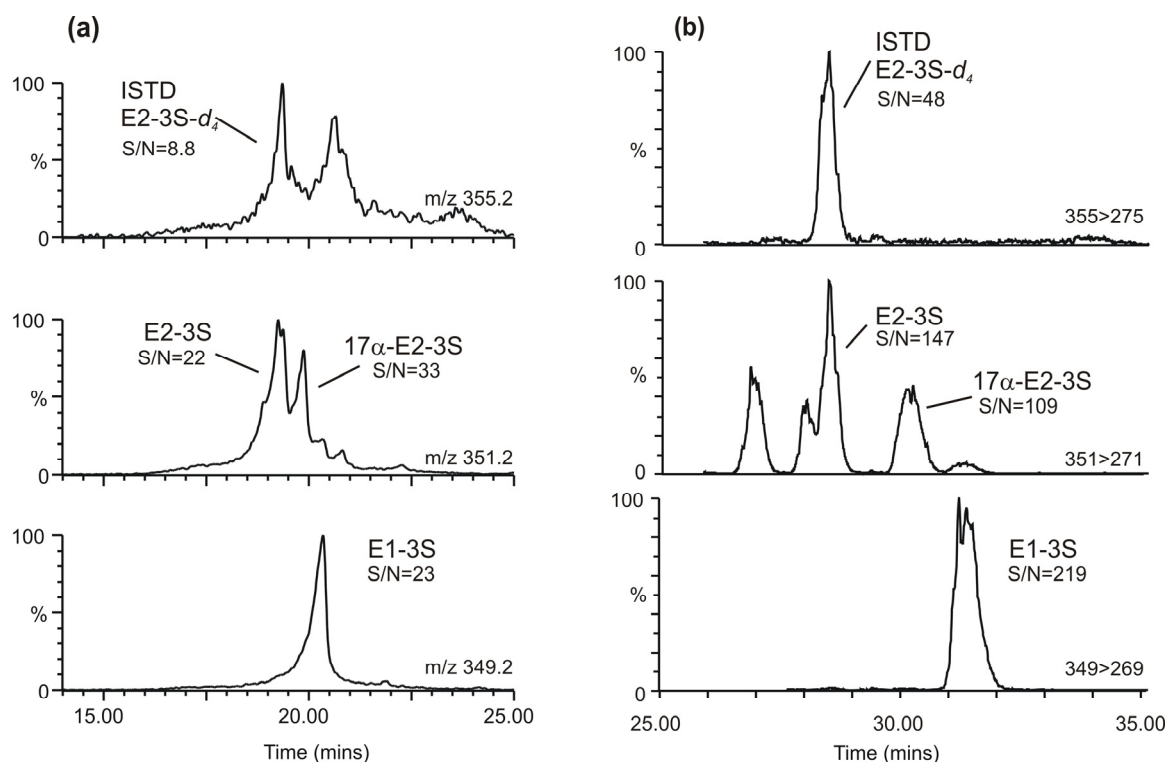 (a)
100
ISTD
E2-3S-d4
S/N=8.8
%
m/z 355.2
0
100
E2-3S
S/N=22
17α-E2-3S
S/N=33
%
m/z 351.2
0
100
E1-3S
S/N=23
%
m/z 349.2
0
15.00 20.00 25.00
Time (mins)
(b)
100
ISTD
E2-3S-d4
S/N=48
%
355>275
0
100
E2-3S
S/N=147
%
17α-E2-3S
S/N=109
351>271
0
100
E1-3S
S/N=219
%
349>269
0
25.00 30.00 35.00
Time (mins)